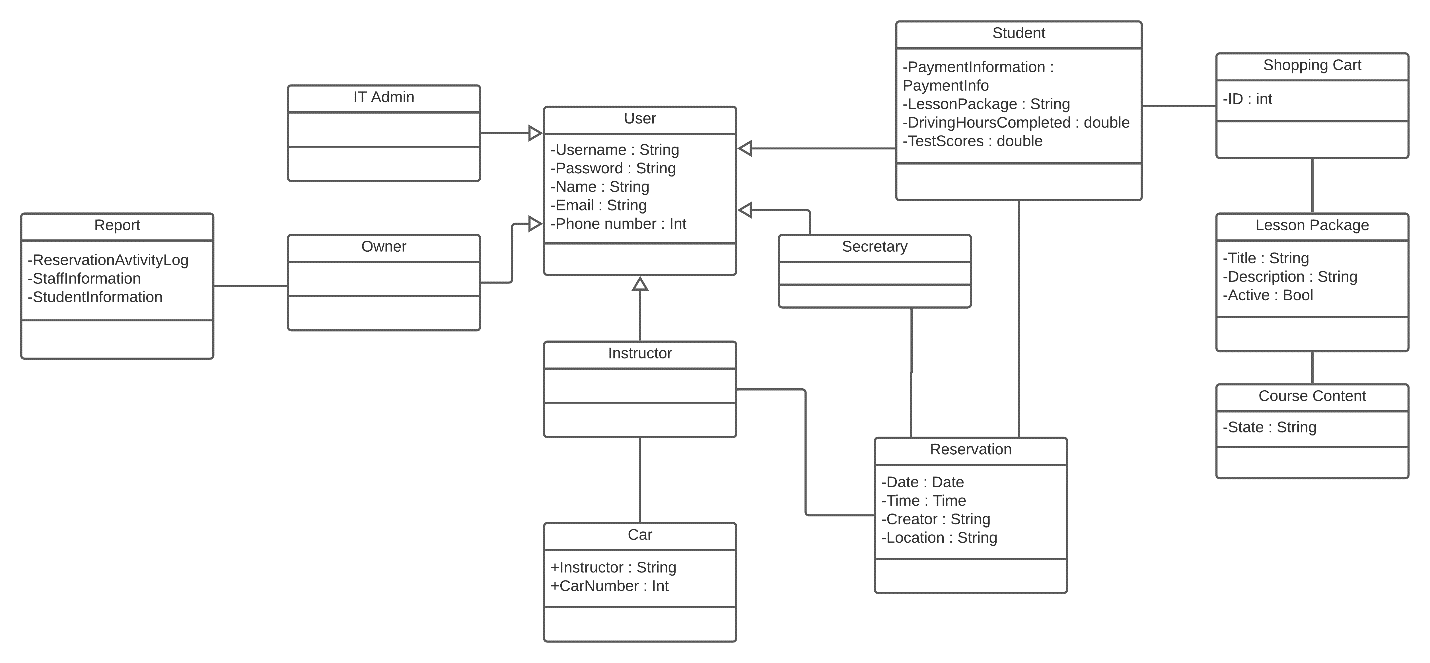 Student
-PaymentInformation :
PaymentInfo
-LessonPackage : String
-DrivingHoursCompleted : double
-TestScores : double
Shopping Cart
-ID : int
IT Admin
User
-Username : String
-Password : String
-Name : String
-Email : String
-Phone number : Int
Report
-ReservationAvtivityLog
-StaffInformation
-StudentInformation
Owner
Secretary
Lesson Package
-Title : String
-Description : String
-Active : Bool
Instructor
Course Content
-State : String
Reservation
-Date : Date
-Time : Time
-Creator : String
-Location : String
Car
+Instructor : String
+CarNumber : Int